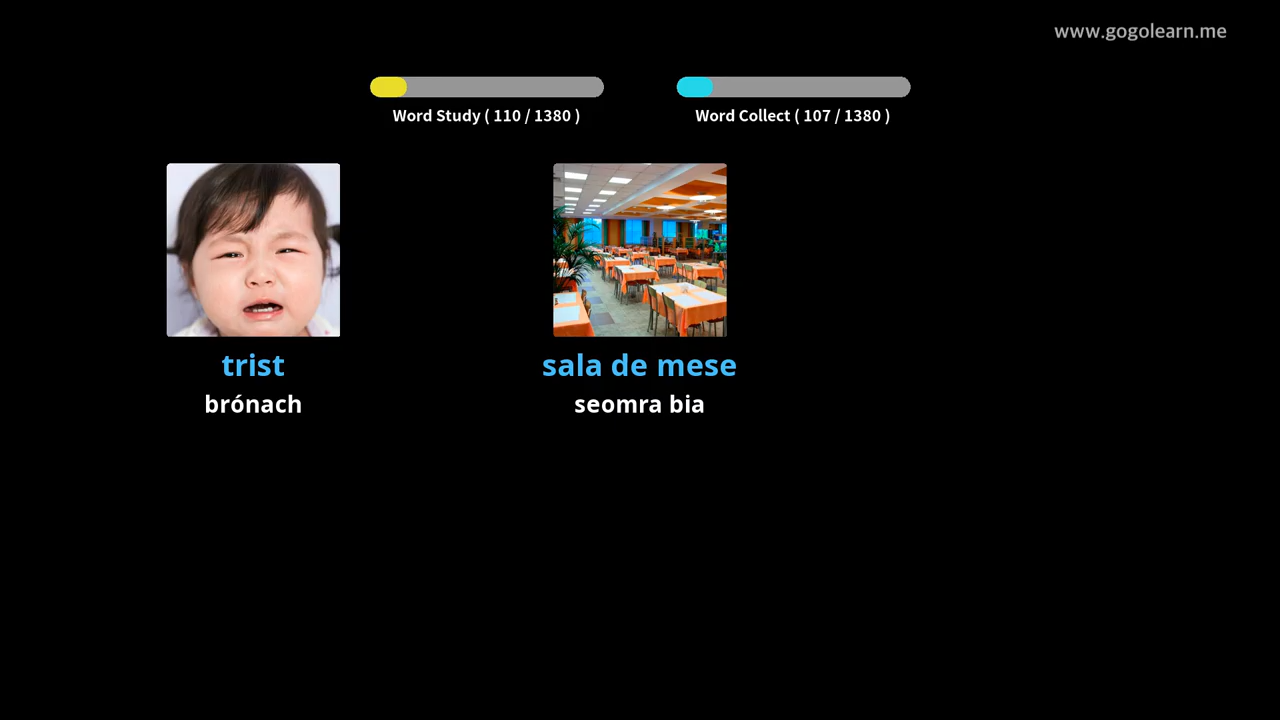 www.gogolearn.me
Word Study ( 110 / 1380 )
Word Collect ( 107 / 1380 )
trist
brónach
sala de mese
seomra bia